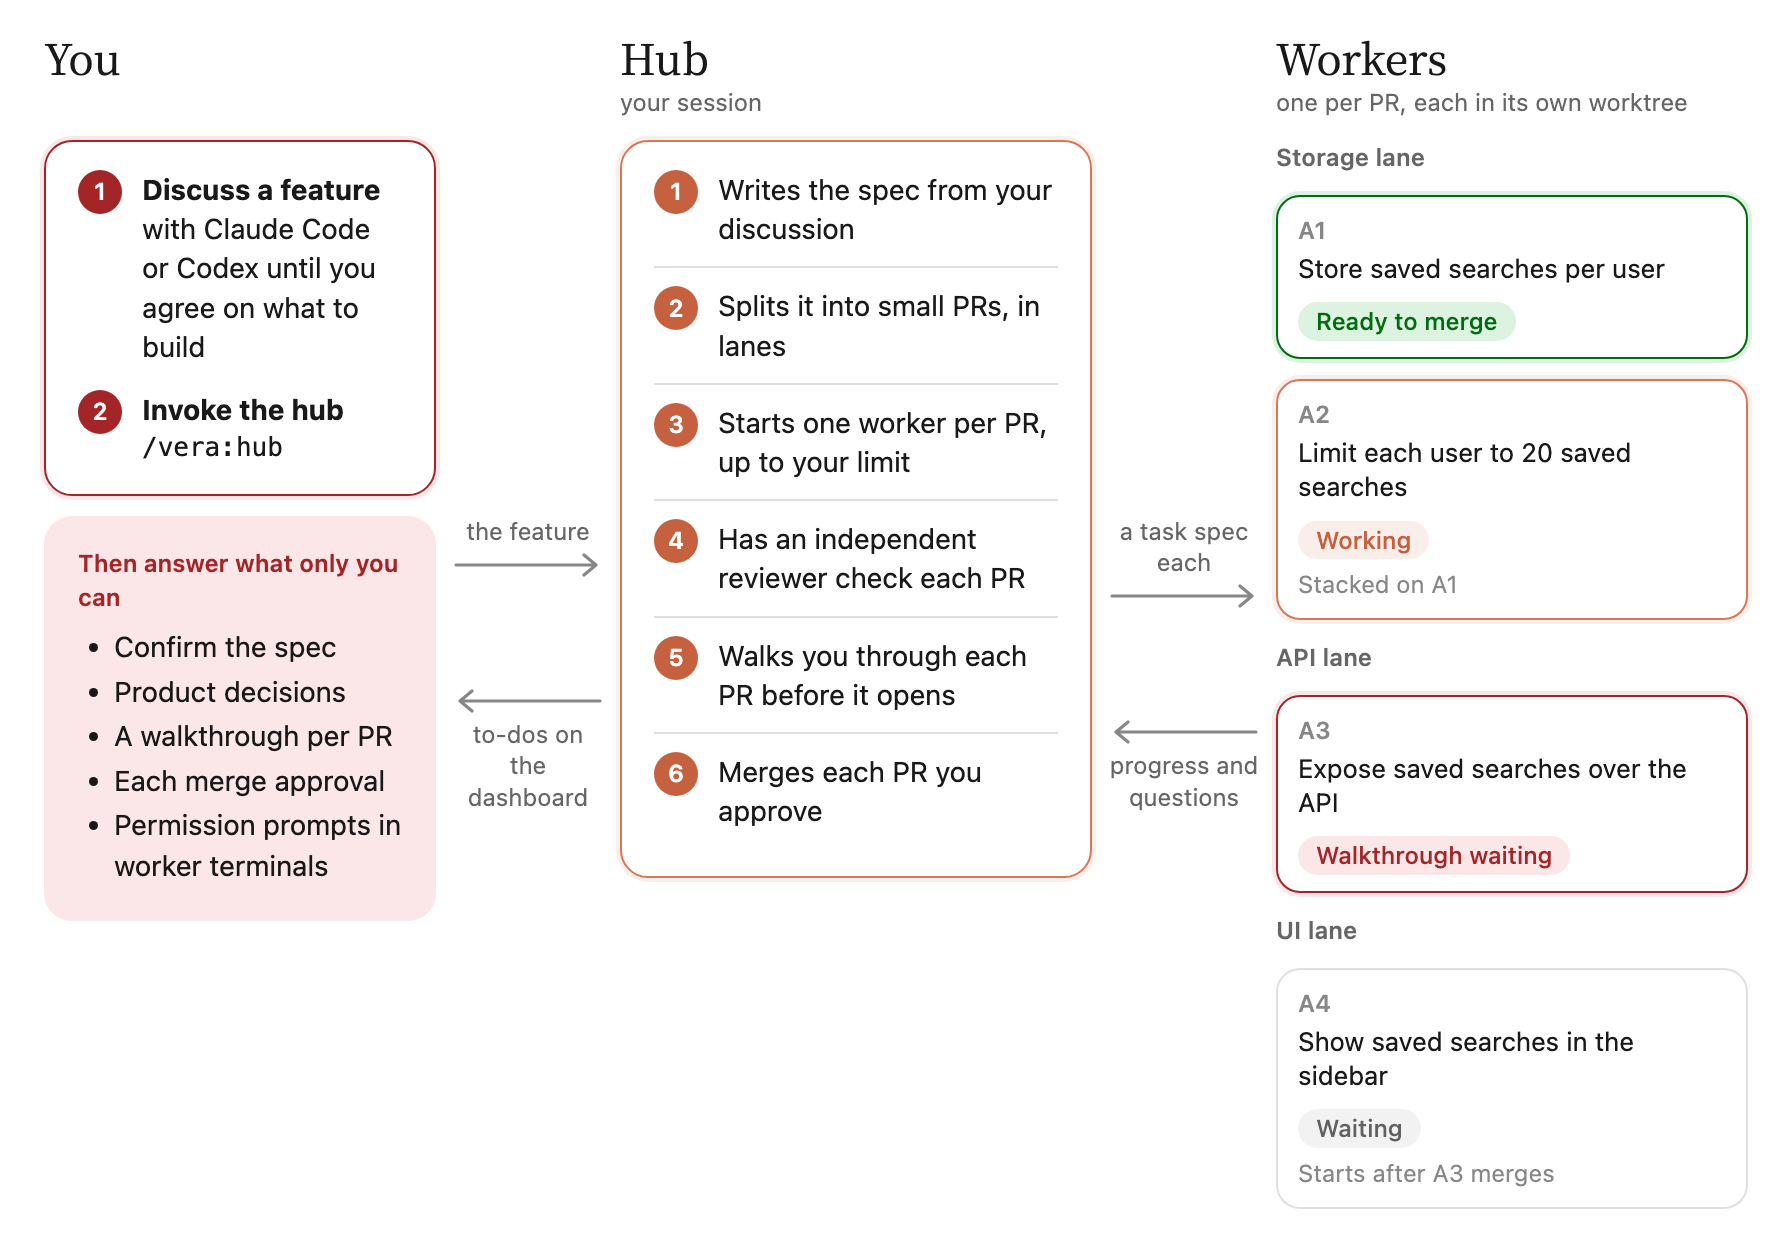 You
1
Discuss a feature
with Claude Code
or Codex until you
agree on what to
build
2
Invoke the hub
/vera:hub
Then answer what only you
can
• Confirm the spec
• Product decisions
• A walkthrough per PR
• Each merge approval
• Permission prompts in
worker terminals
the feature
to-dos on
the
dashboard
Hub
your session
1
Writes the spec from your
discussion
2
Splits it into small PRs, in
lanes
3
Starts one worker per PR,
up to your limit
4
Has an independent
reviewer check each PR
5
Walks you through each
PR before it opens
6
Merges each PR you
approve
a task spec
each
progress and
questions
Workers
one per PR, each in its own worktree
Storage lane
A1
Store saved searches per user
Ready to merge
A2
Limit each user to 20 saved
searches
Working
Stacked on A1
API lane
A3
Expose saved searches over the
API
Walkthrough waiting
UI lane
A4
Show saved searches in the
sidebar
Waiting
Starts after A3 merges